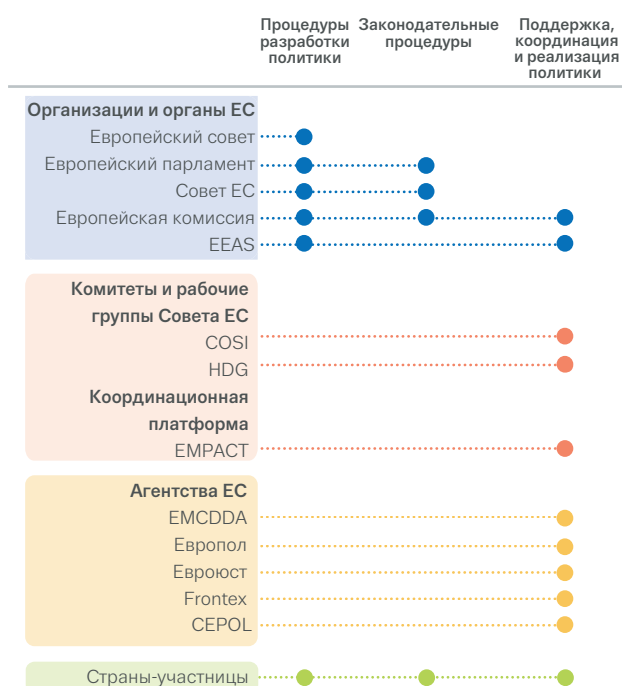 Процедуры
разработки
политики
Законодательные
процедуры
Поддержка,
координация
и реализация
политики
Организации и органы ЕС
Европейский совет
Европейский парламент
Совет ЕС
Европейская комиссия
EEAS
Комитеты и рабочие
группы Совета ЕС
COSI
HDG
Координационная
платформа
EMPACT
Агентства ЕС
EMCDDA
Европол
Евроюст
Frontex
CEPOL
Страны-участницы